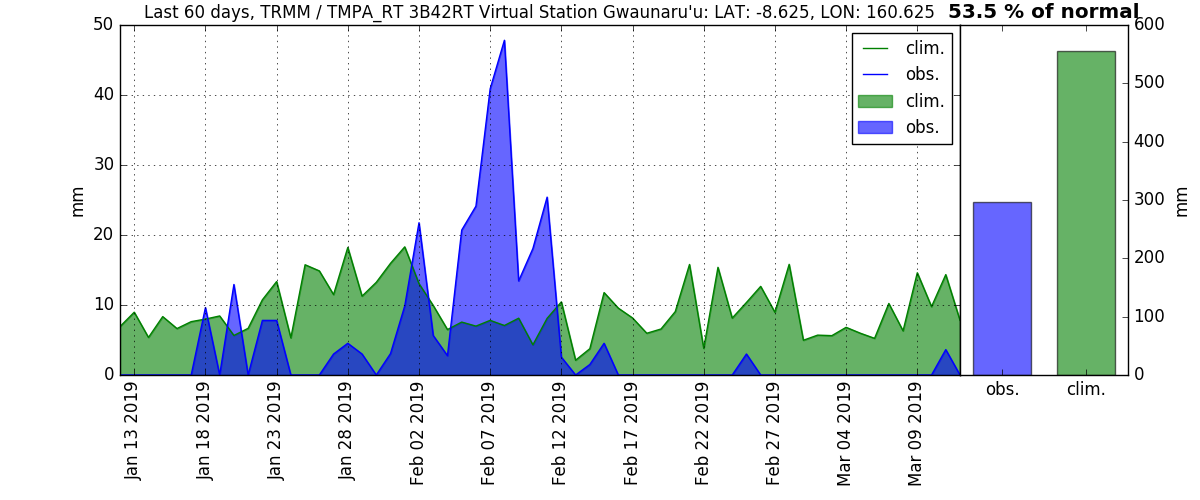 Last 60 days, TRMM / TMPA_RT 3B42RT Virtual Station Gwaunaru'u: LAT: -8.625, LON: 160.625
53.5 % of normal
50
40
30
20
10
0
mm
clim.
obs.
clim.
obs.
600
500
400
300
200
100
0
mm
obs.
clim.
Jan 13 2019
Jan 18 2019
Jan 23 2019
Jan 28 2019
Feb 02 2019
Feb 07 2019
Feb 12 2019
Feb 17 2019
Feb 22 2019
Feb 27 2019
Mar 04 2019
Mar 09 2019